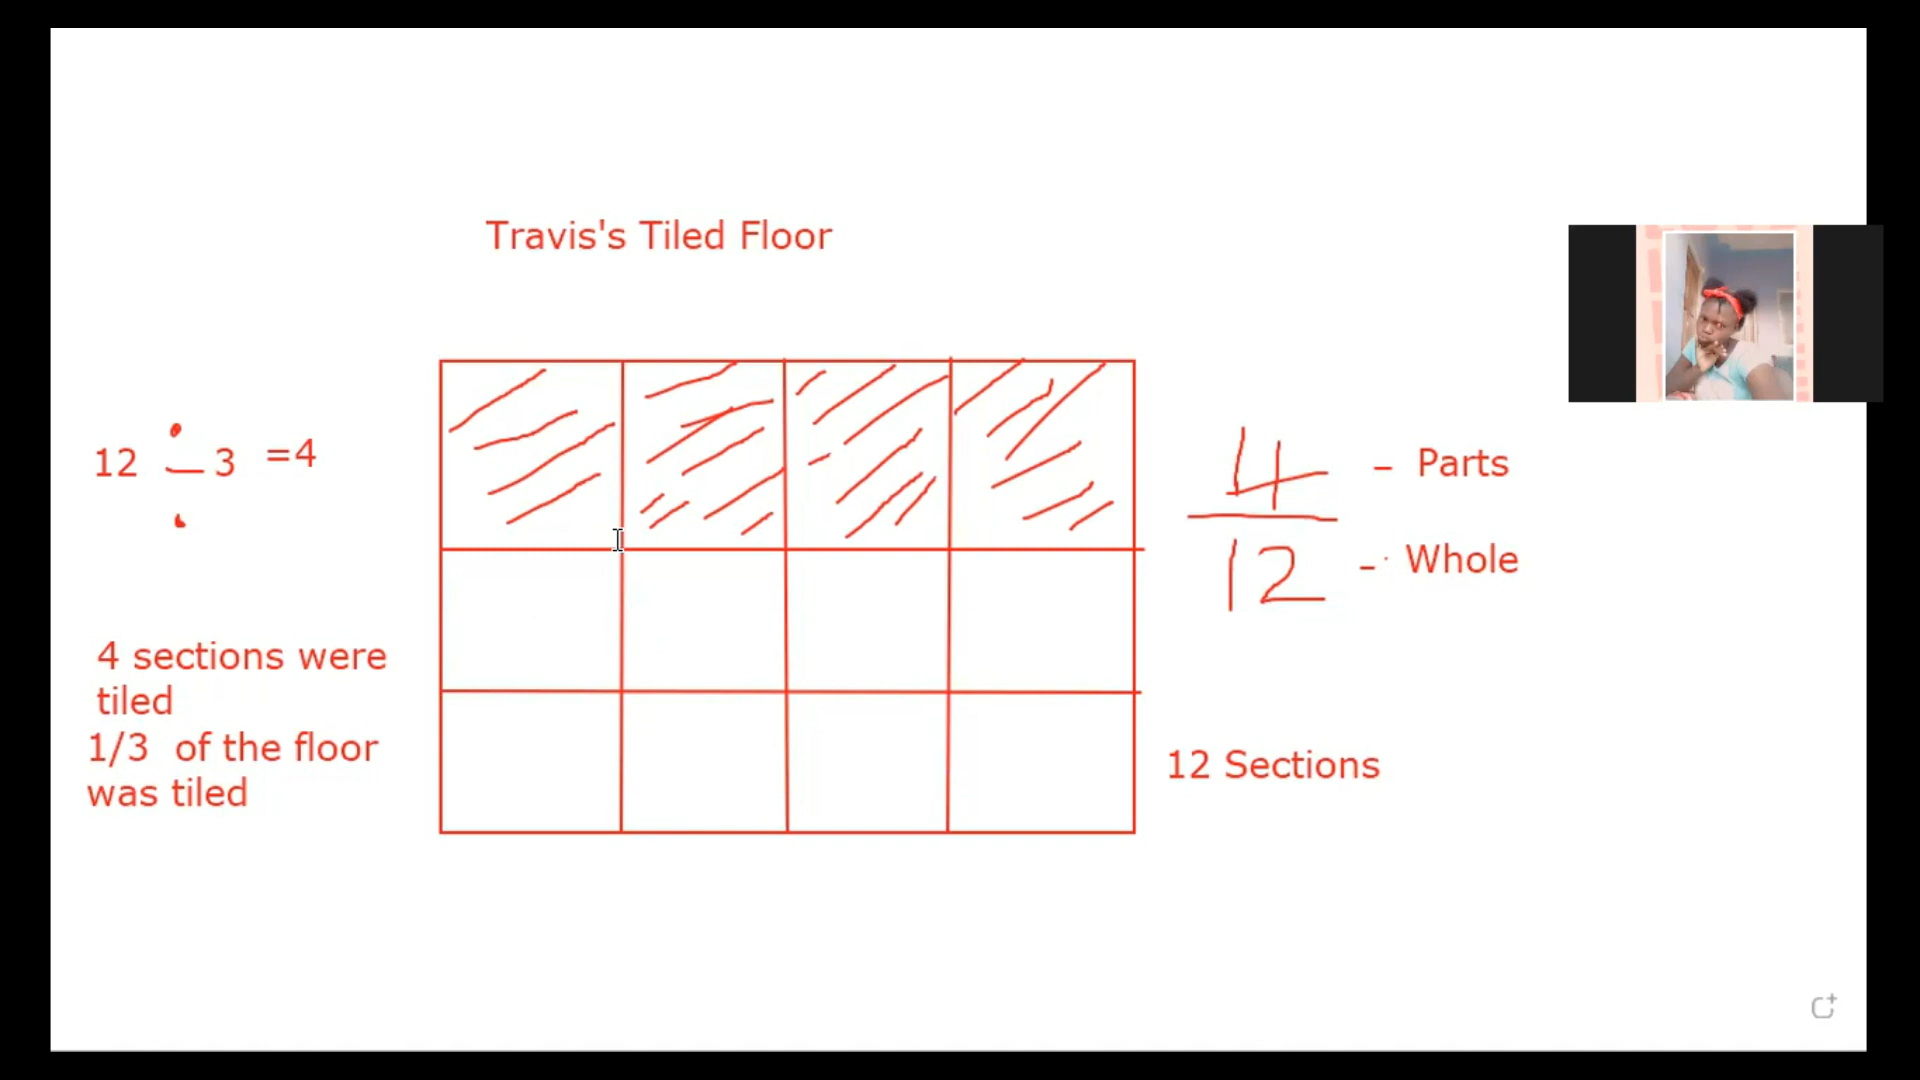 Travis's Tiled Floor
12 ÷ 3 =4
4 - Parts
12 - Whole
4 sections were
tiled
1/3 of the floor
was tiled
12 Sections